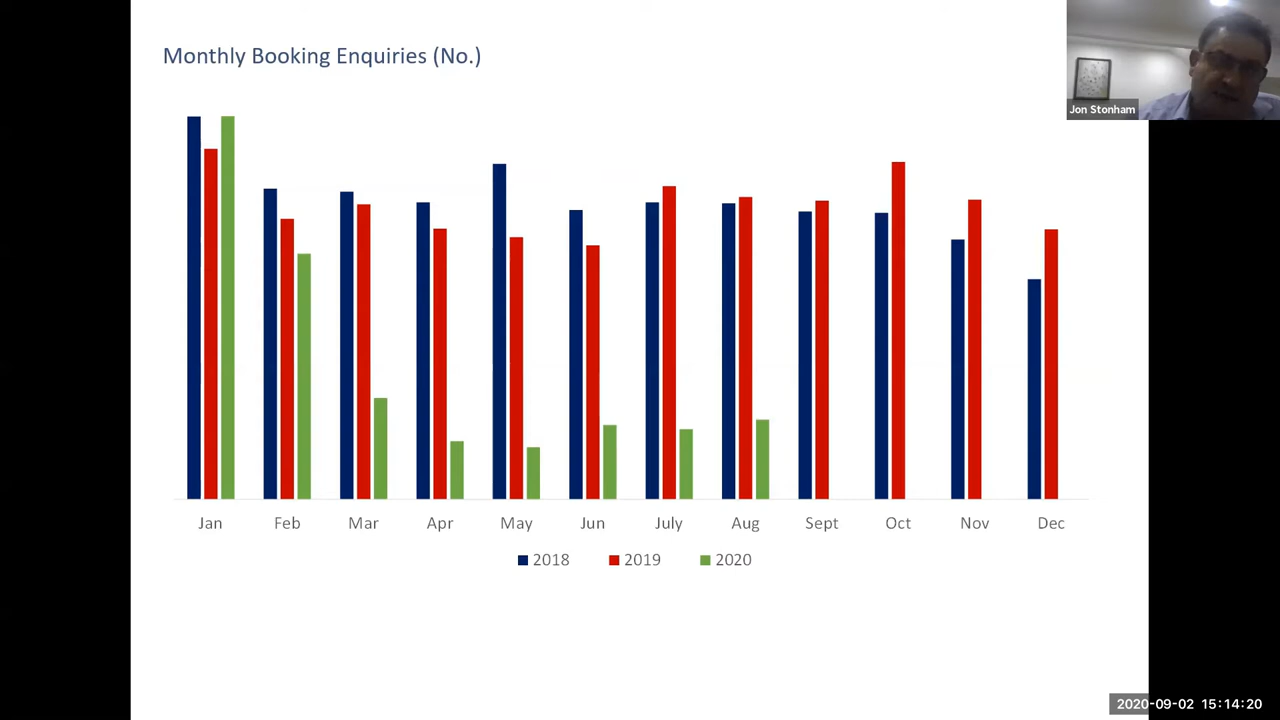 Monthly Booking Enquiries (No.)
Jon Stonham
Jan Feb Mar Apr May Jun July Aug Sept Oct Nov Dec
2018 2019 2020
2020-09-02 15:14:20